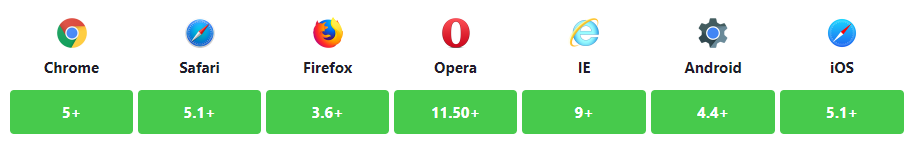 Chrome Safari Firefox Opera IE Android iOS
5+ 5.1+ 3.6+ 11.50+ 9+ 4.4+ 5.1+